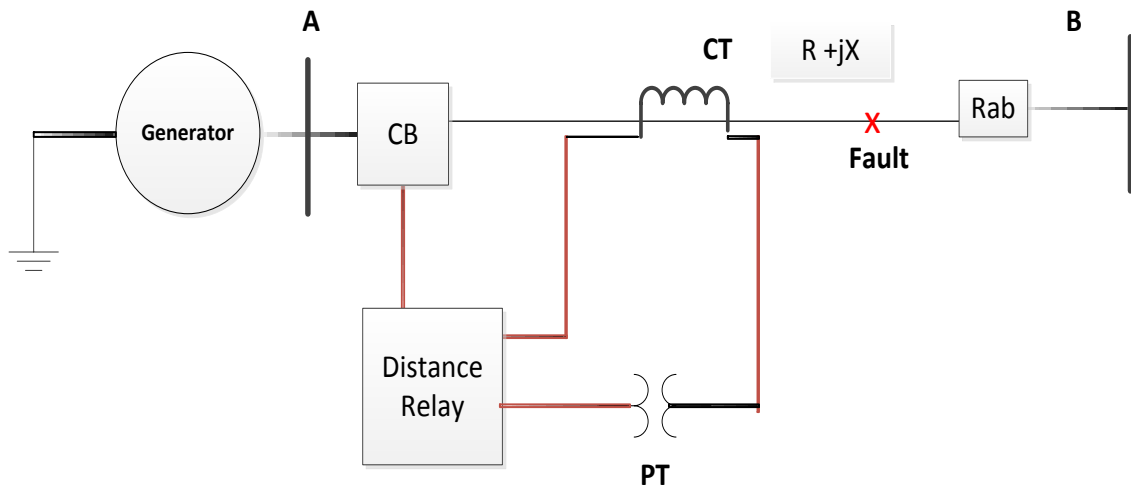 A
B
CT
R +jX
Generator
CB
Rab
X
Fault
Distance
Relay
PT